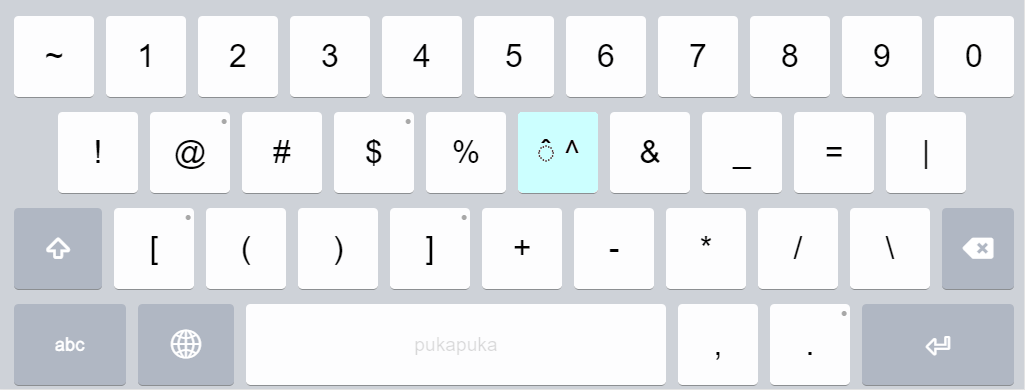 ~ 1 2 3 4 5 6 7 8 9 0
! @ # $ % ◌̂ ^ & _ = |
[ ( ) ] + - * / \
abc pukapuka , .